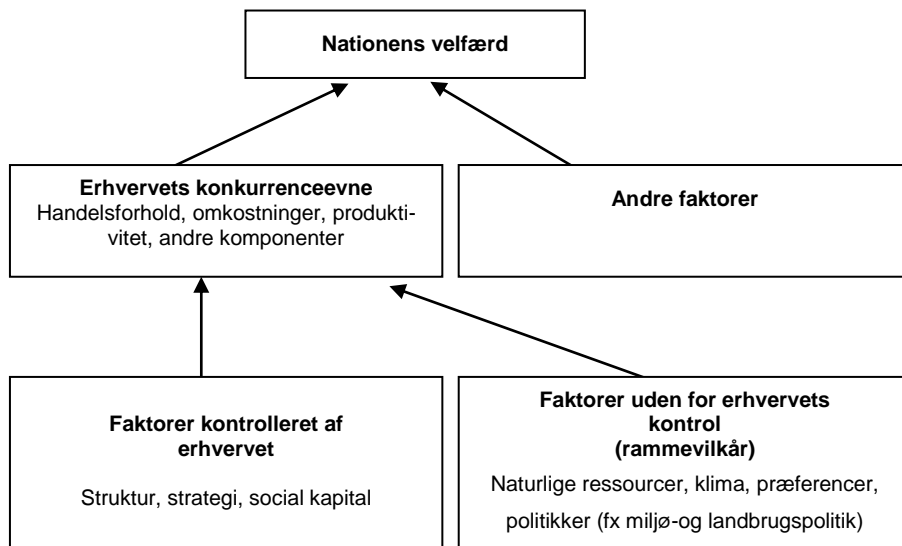 Nationens velfærd
Erhvervets konkurrenceevne
Handelsforhold, omkostninger, produkti-
vitet, andre komponenter
Andre faktorer
Faktorer kontrolleret af
erhvervet
Struktur, strategi, social kapital
Faktorer uden for erhvervets
kontrol
(rammevilkår)
Naturlige ressourcer, klima, præferencer,
politikker (fx miljø-og landbrugspolitik)